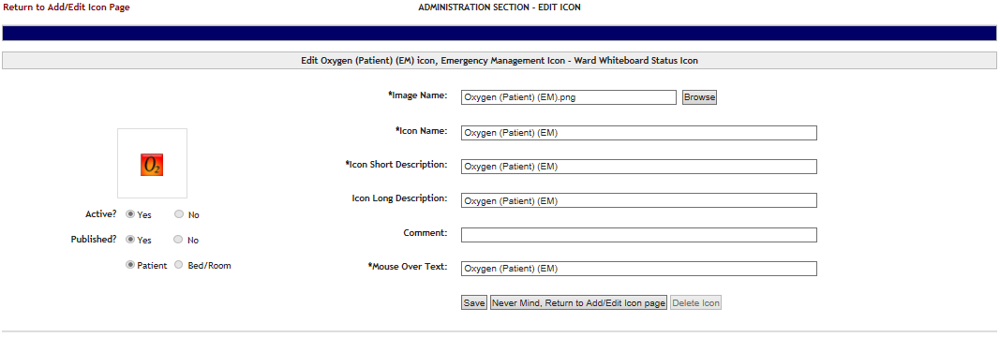 Return to Add/Edit Icon Page
ADMINISTRATION SECTION - EDIT ICON
Edit Oxygen (Patient) (EM) icon, Emergency Management Icon - Ward Whiteboard Status Icon
*Image Name: Oxygen (Patient) (EM).png Browse
*Icon Name: Oxygen (Patient) (EM)
*Icon Short Description: Oxygen (Patient) (EM)
Icon Long Description: Oxygen (Patient) (EM)
Comment:
*Mouse Over Text: Oxygen (Patient) (EM)
O2
Active? Yes No
Published? Yes No
Patient Bed/Room
Save Never Mind, Return to Add/Edit Icon page Delete Icon